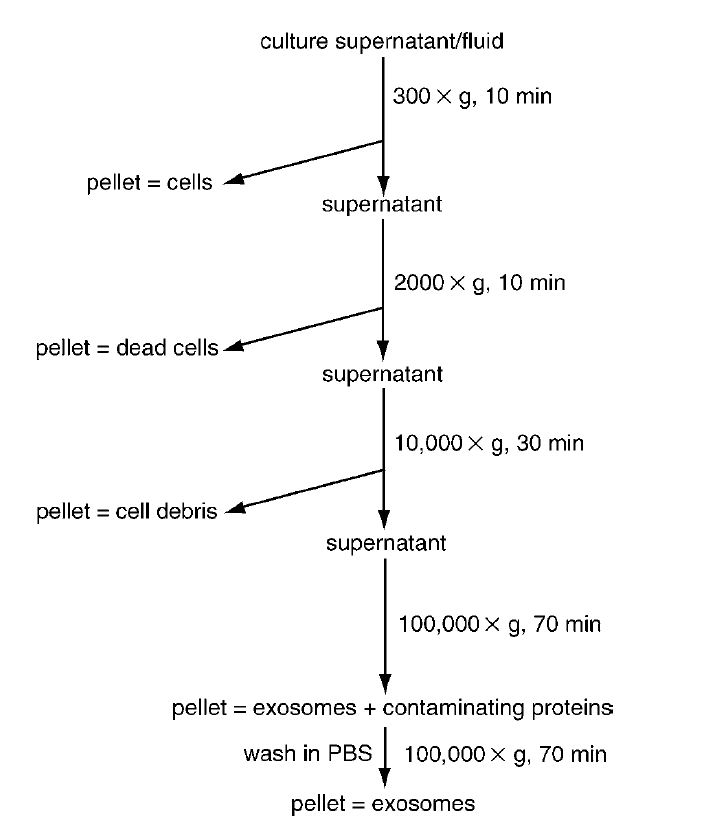 culture supernatant/fluid
300 × g, 10 min
pellet = cells
supernatant
2000 × g, 10 min
pellet = dead cells
supernatant
10,000 × g, 30 min
pellet = cell debris
supernatant
100,000 × g, 70 min
pellet = exosomes + contaminating proteins
wash in PBS 100,000 × g, 70 min
pellet = exosomes